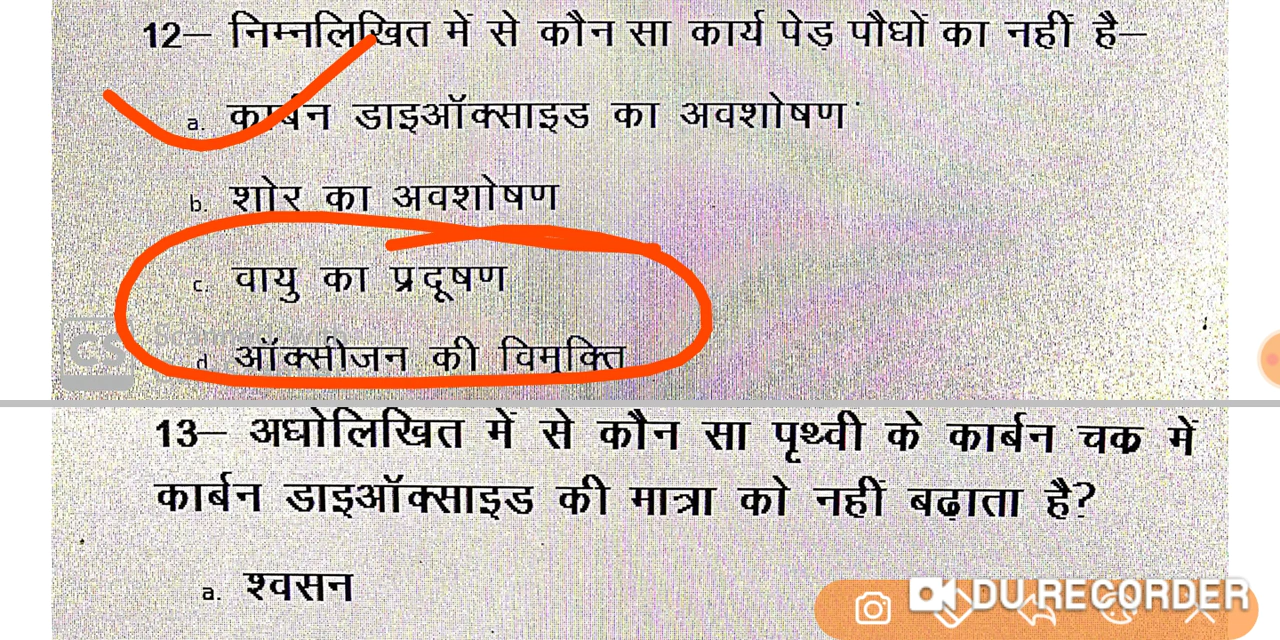 12– निम्नलिखित में से कौन सा कार्य पेड़ पौधों का नहीं है–
a. कार्बन डाइऑक्साइड का अवशोषण
b. शोर का अवशोषण
c. वायु का प्रदूषण
d. ऑक्सीजन की विमुक्ति
CS
13– अधोलिखित में से कौन सा पृथ्वी के कार्बन चक्र में
कार्बन डाइऑक्साइड की मात्रा को नहीं बढ़ाता है?
a. श्वसन
DU RECORDER